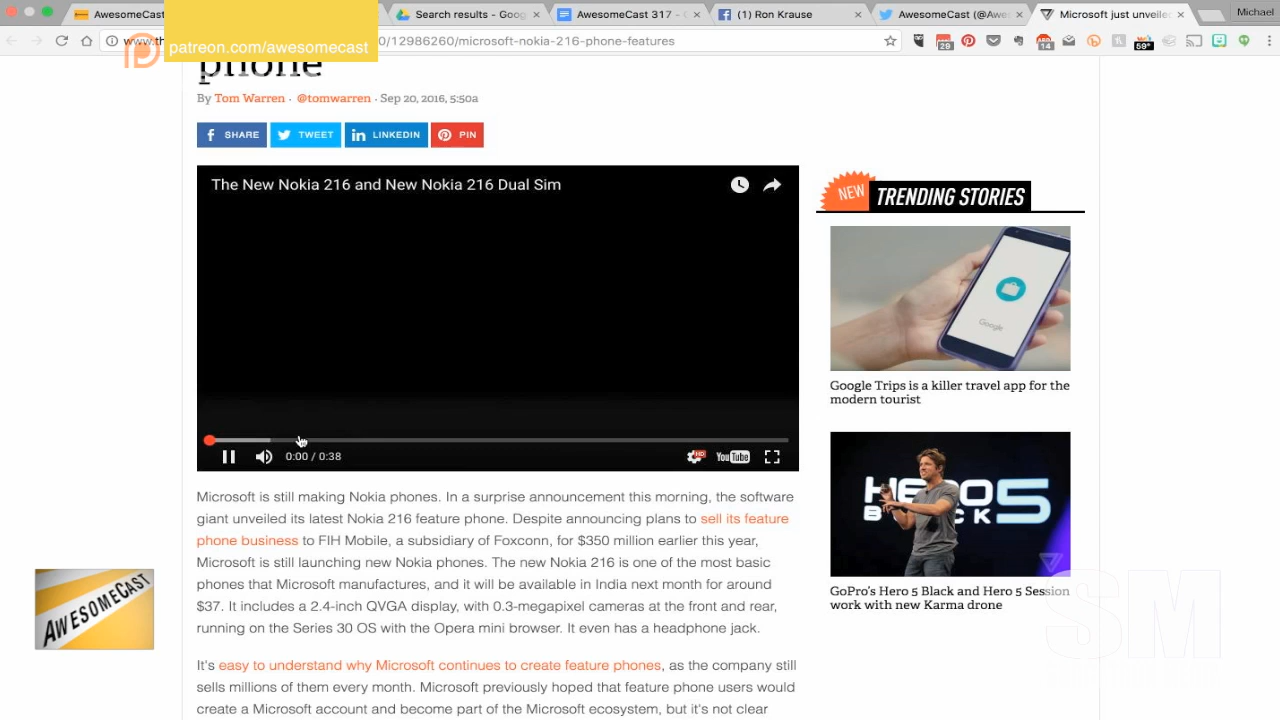 AwesomeCast
Search results - Goog
AwesomeCast 317 -
(1) Ron Krause
AwesomeCast (@Awe
Microsoft just unveile
Michael
patreon.com/awesomecast
/12986260/microsoft-nokia-216-phone-features
phone
By Tom Warren · @tomwarren · Sep 20, 2016, 5:50a
SHARE
TWEET
LINKEDIN
PIN
The New Nokia 216 and New Nokia 216 Dual Sim
0:00 / 0:38
HD
YouTube
Microsoft is still making Nokia phones. In a surprise announcement this morning, the software
giant unveiled its latest Nokia 216 feature phone. Despite announcing plans to sell its feature
phone business to FIH Mobile, a subsidiary of Foxconn, for $350 million earlier this year,
Microsoft is still launching new Nokia phones. The new Nokia 216 is one of the most basic
phones that Microsoft manufactures, and it will be available in India next month for around
$37. It includes a 2.4-inch QVGA display, with 0.3-megapixel cameras at the front and rear,
running on the Series 30 OS with the Opera mini browser. It even has a headphone jack.
It's easy to understand why Microsoft continues to create feature phones, as the company still
sells millions of them every month. Microsoft previously hoped that feature phone users would
create a Microsoft account and become part of the Microsoft ecosystem, but it's not clear
NEW
TRENDING STORIES
Google
Google Trips is a killer travel app for the
modern tourist
HERO 5
BLACK
GoPro's Hero 5 Black and Hero 5 Session
work with new Karma drone
AWESOMECAST
SM